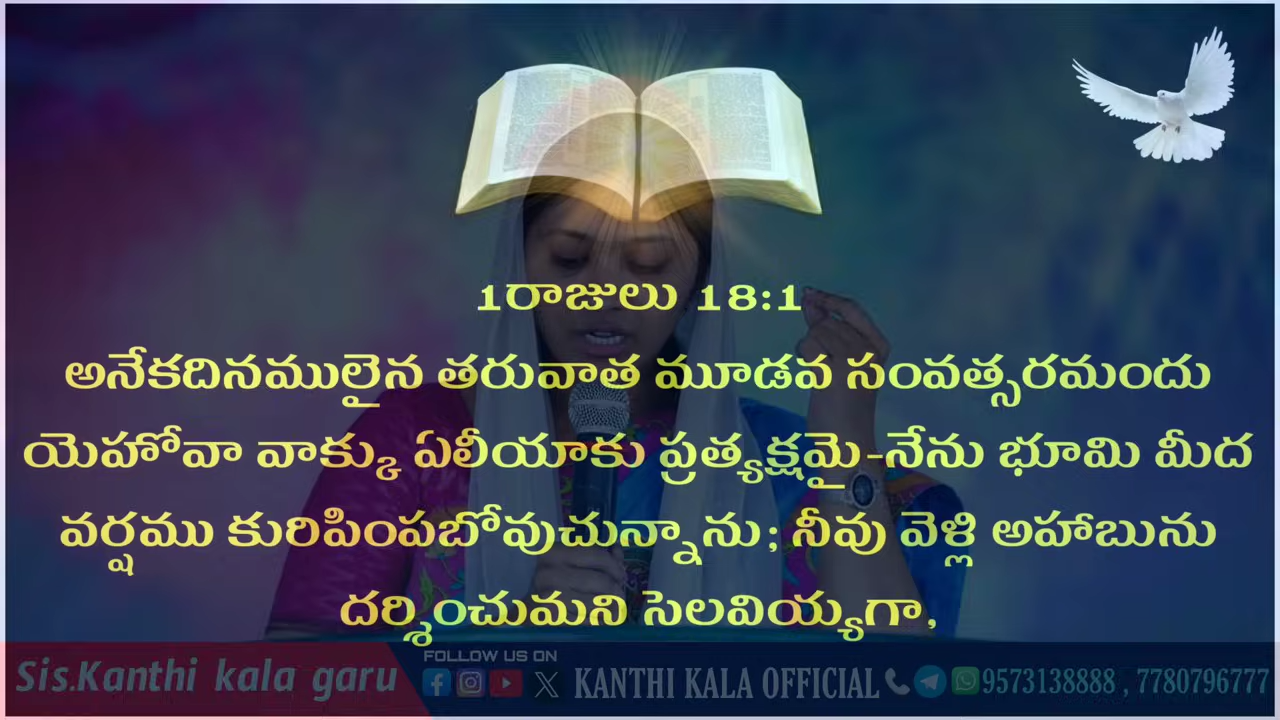 1రాజులు 18:1
అనేకదినములైన తరువాత మూడవ సంవత్సరమందు
యెహోవా వాక్కు ఏలీయాకు ప్రత్యక్షమై-నేను భూమి మీద
వర్షము కురిపింపబోవుచున్నాను; నీవు వెళ్లి అహాబును
దర్శించుమని సెలవియ్యగా,
Sis.Kanthi kala garu
FOLLOW US ON
KANTHI KALA OFFICIAL
9573138888 , 7780796777